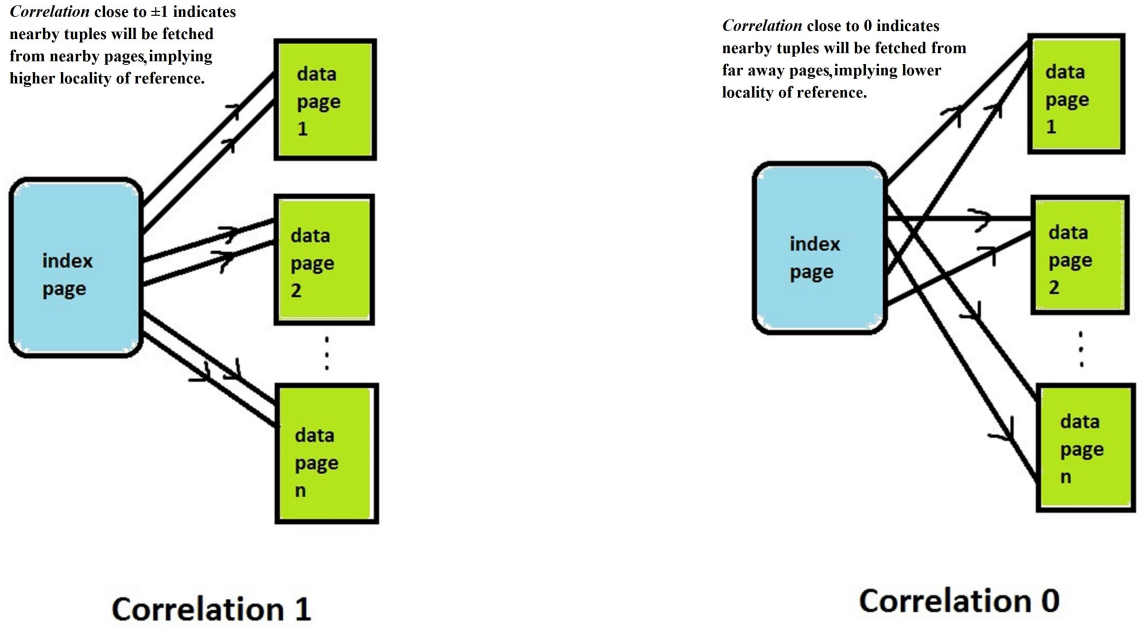 Correlation close to ±1 indicates
nearby tuples will be fetched
from nearby pages,implying
higher locality of reference.
data
page
1
index
page
data
page
2
data
page
n
Correlation 1
Correlation close to 0 indicates
nearby tuples will be fetched from
far away pages,implying lower
locality of reference.
data
page
1
index
page
data
page
2
data
page
n
Correlation 0